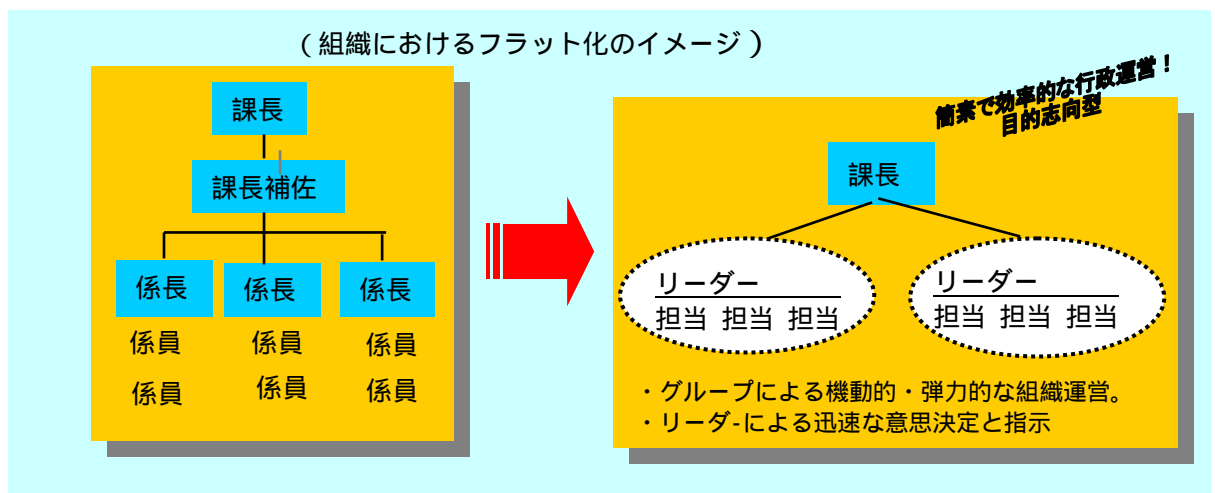 (組織におけるフラット化のイメージ)
課長
課長補佐
係長 係長 係長
係員 係員 係員
係員 係員 係員
簡素で効率的な行政運営！
目的志向型
課長
リーダー リーダー
担当 担当 担当 担当 担当 担当
・グループによる機動的・弾力的な組織運営。
・リーダ-による迅速な意思決定と指示